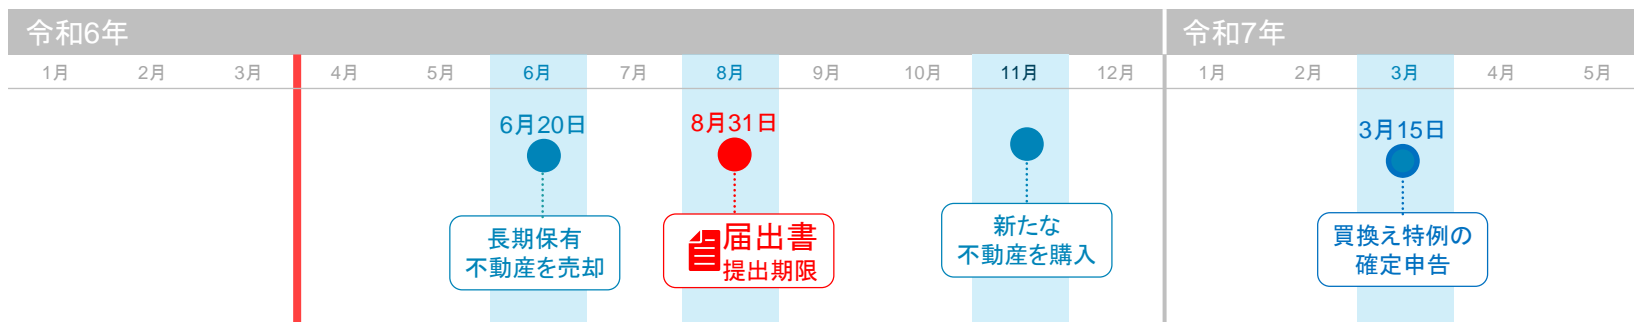 令和6年
令和7年
1月 2月 3月 4月 5月 6月 7月 8月 9月 10月 11月 12月 1月 2月 3月 4月 5月
6月20日
長期保有
不動産を売却
8月31日
届出書
提出期限
新たな
不動産を購入
3月15日
買換え特例の
確定申告